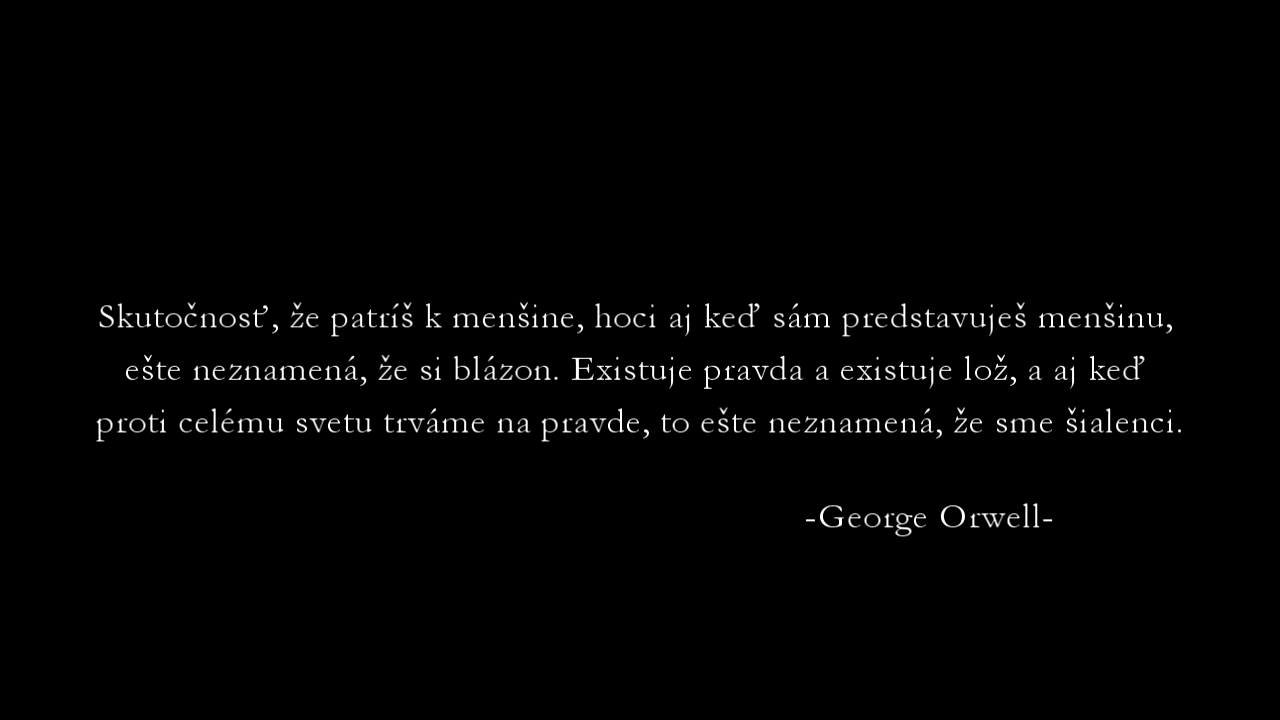 Skutočnosť, že patríš k menšine, hoci aj keď sám predstavuješ menšinu,
ešte neznamená, že si blázon. Existuje pravda a existuje lož, a aj keď
proti celému svetu trváme na pravde, to ešte neznamená, že sme šialenci.
-George Orwell-